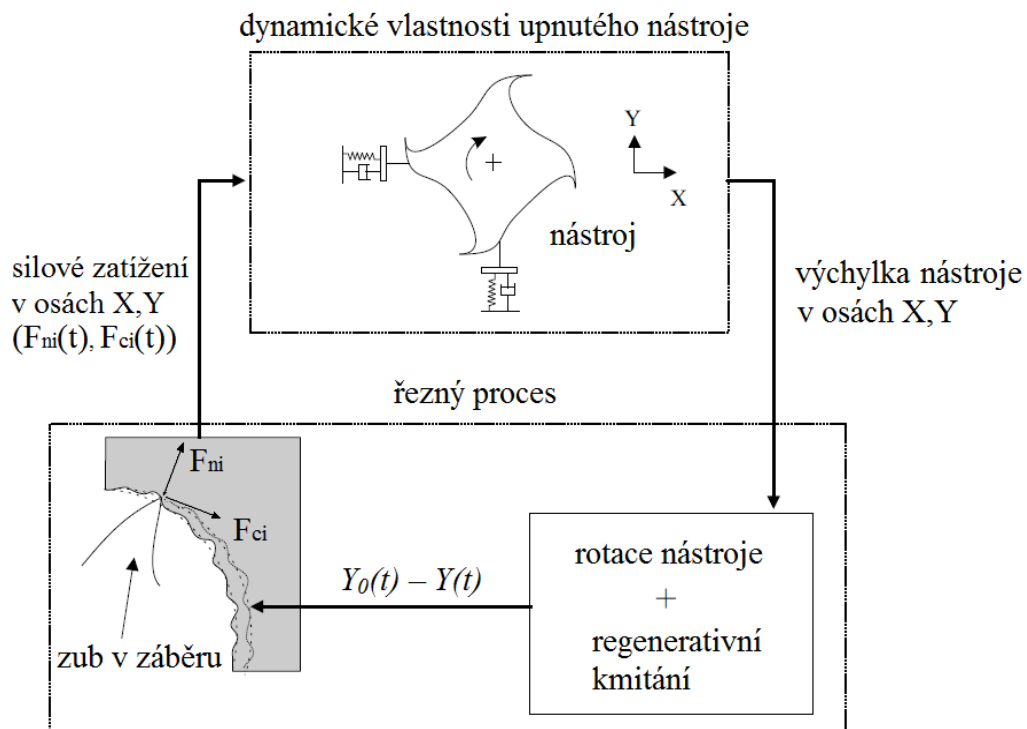 dynamické vlastnosti upnutého nástroje
Y
X
nástroj
silové zatížení
v osách X,Y
(Fni(t), Fci(t))
výchylka nástroje
v osách X,Y
řezný proces
Fni
Fci
zub v záběru
Y0(t) – Y(t)
rotace nástroje
+
regenerativní
kmitání